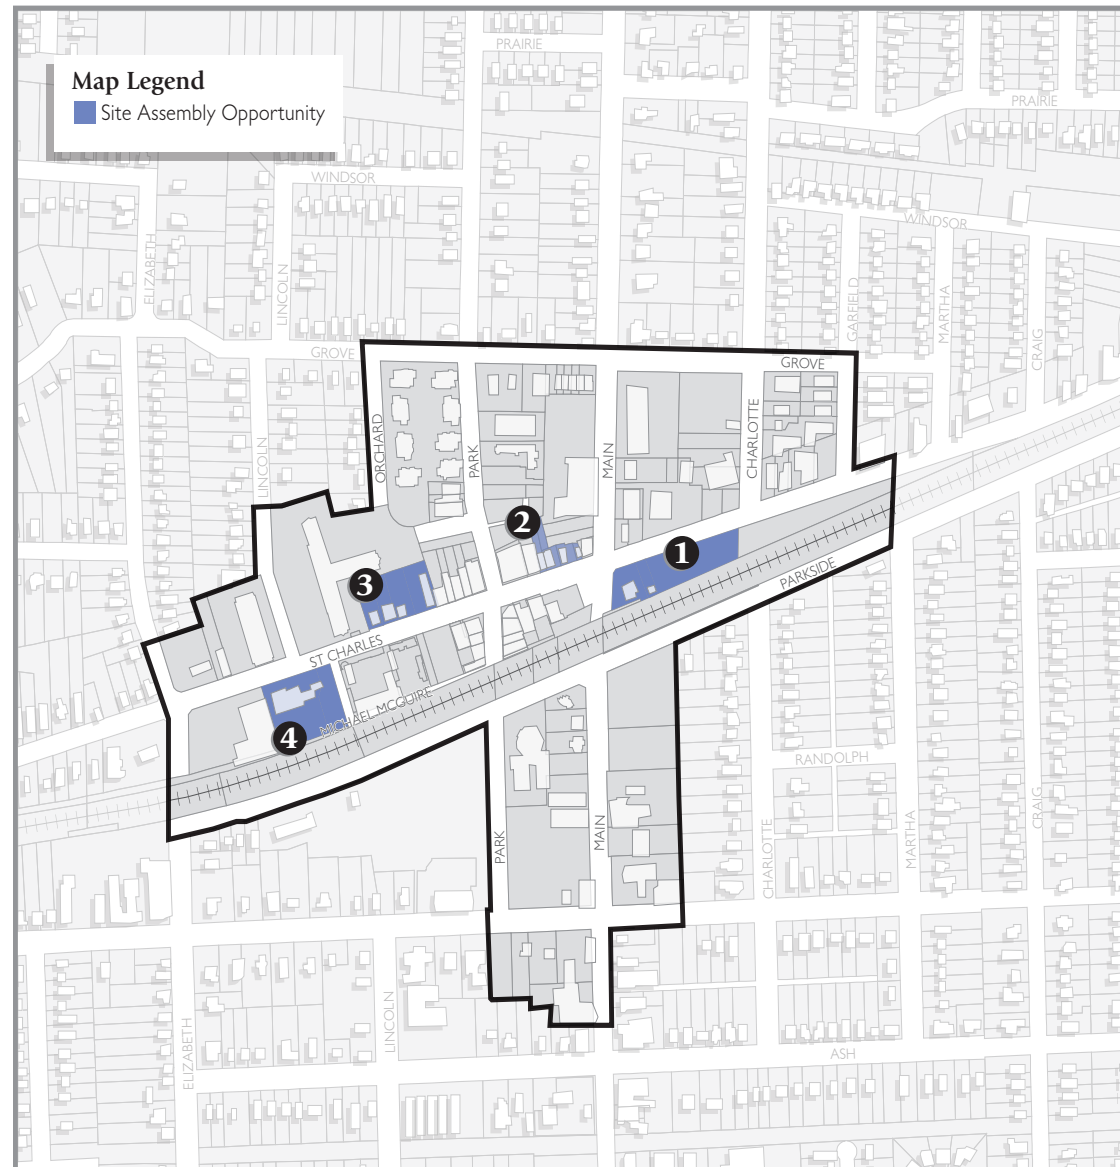 PRAIRIE
Map Legend
Site Assembly Opportunity
PRAIRIE
WINDSOR
WINDSOR
ELIZABETH
LINCOLN
GARFIELD
MARTHA
CRAIG
GROVE
GROVE
ORCHARD
PARK
MAIN
CHARLOTTE
LINCOLN
2
1
3
PARKSIDE
ST CHARLES
MICHAEL MCGUIRE
4
RANDOLPH
PARK
MAIN
CHARLOTTE
MARTHA
CRAIG
LINCOLN
ELIZABETH
ASH